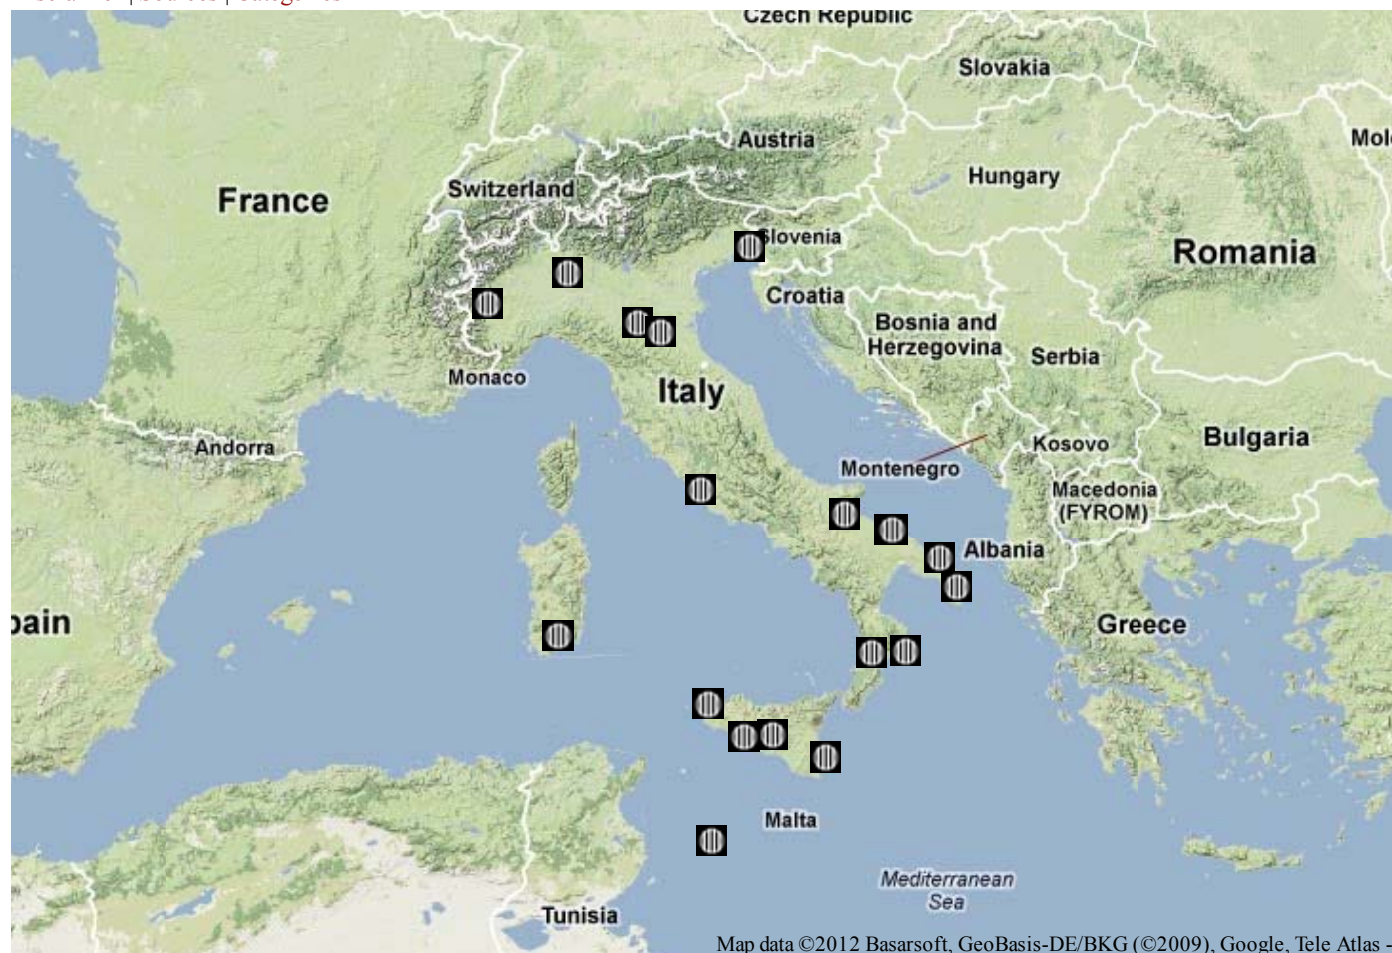 Czech Republic
Slovakia
Austria
Mol
Hungary
Switzerland
France
Slovenia
Romania
Croatia
Bosnia and
Herzegovina
Serbia
Monaco
Italy
Andorra
Kosovo
Bulgaria
Montenegro
Macedonia
(FYROM)
Albania
pain
Greece
Malta
Mediterranean
Sea
Tunisia
Map data ©2012 Basarsoft, GeoBasis-DE/BKG (©2009), Google, Tele Atlas -